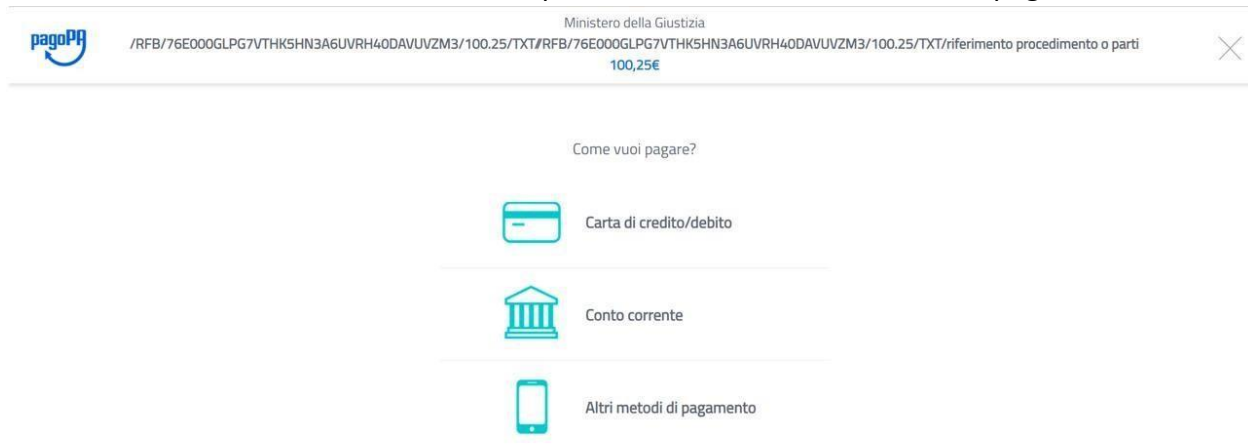 Ministero della Giustizia
pagoPA
/RFB/76E000GLPG7VTHK5HN3A6UVRH40DAVUVZM3/100.25/TXT//RFB/76E000GLPG7VTHK5HN3A6UVRH40DAVUVZM3/100.25/TXT/riferimento procedimento o parti
100,25€
Come vuoi pagare?
Carta di credito/debito
Conto corrente
Altri metodi di pagamento